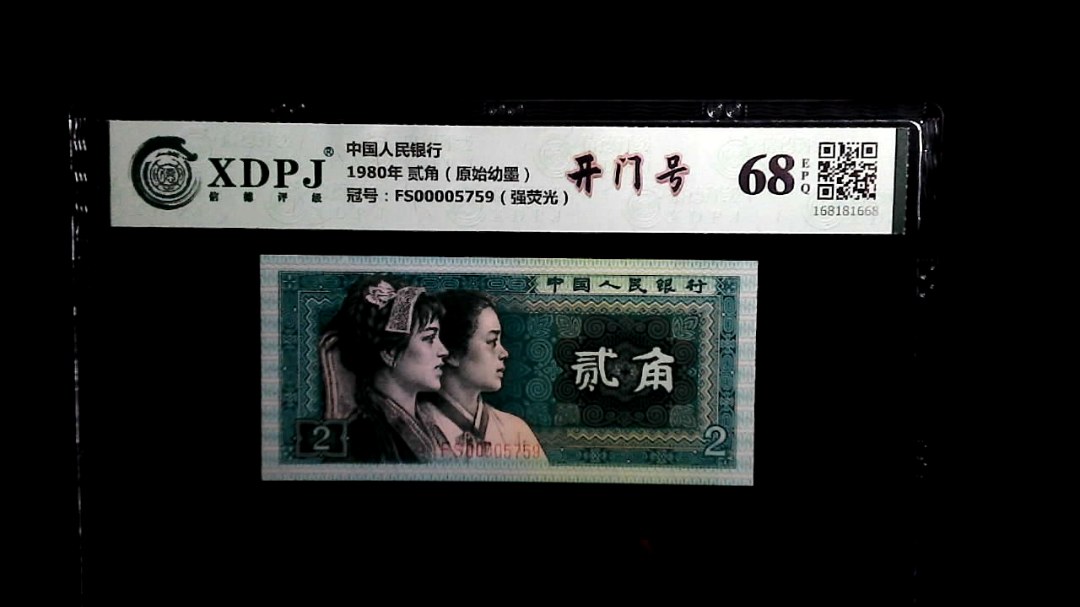 XDPJ®
信德评级
中国人民银行
1980年 贰角（原始幼墨）
冠号：FS00005759（强荧光）
开门号
68
EPQ
168181668
中国人民银行
贰角
2
FS00005759
2